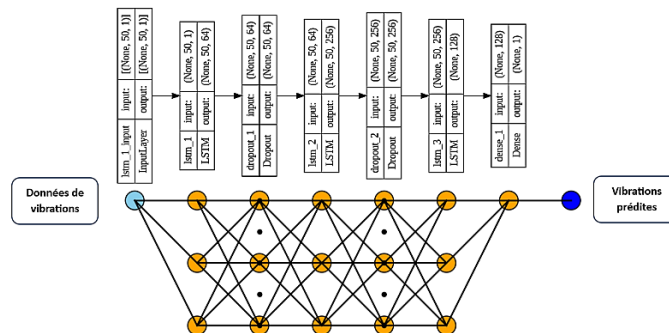 lstm_1_input
InputLayer
input:
output:
[(None, 50, 1)]
[(None, 50, 1)]
lstm_1
LSTM
input:
output:
(None, 50, 1)
(None, 50, 64)
dropout_1
Dropout
input:
output:
(None, 50, 64)
(None, 50, 64)
lstm_2
LSTM
input:
output:
(None, 50, 64)
(None, 50, 256)
dropout_2
Dropout
input:
output:
(None, 50, 256)
(None, 50, 256)
lstm_3
LSTM
input:
output:
(None, 50, 256)
(None, 128)
dense_1
Dense
input:
output:
(None, 128)
(None, 1)
Données de
vibrations
Vibrations
prédites